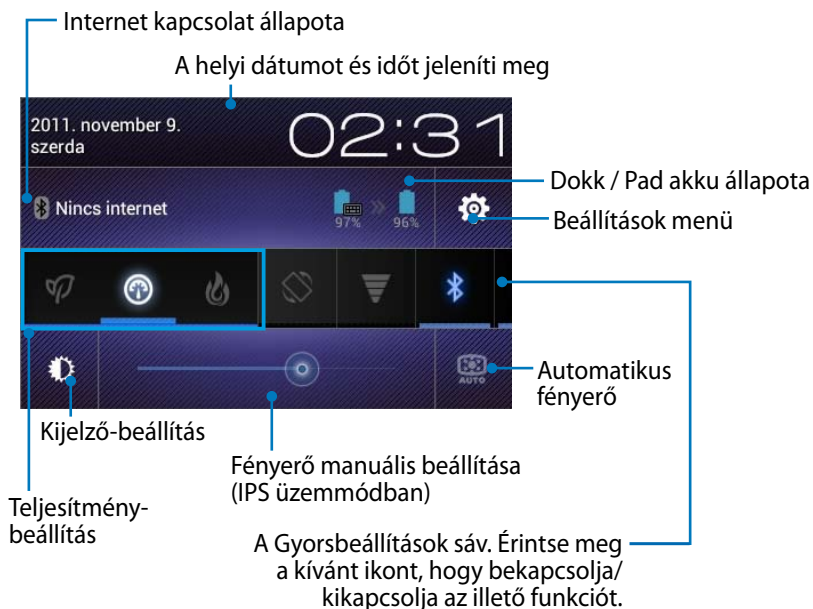 Internet kapcsolat állapota
A helyi dátumot és időt jeleníti meg
2011. november 9.
szerda
02:31
Nincs internet
97%
96%
Dokk / Pad akku állapota
Beállítások menü
AUTO
Automatikus
fényerő
Kijelző-beállítás
Fényerő manuális beállítása
(IPS üzemmódban)
Teljesítmény-
beállítás
A Gyorsbeállítások sáv. Érintse meg
a kívánt ikont, hogy bekapcsolja/
kikapcsolja az illető funkciót.